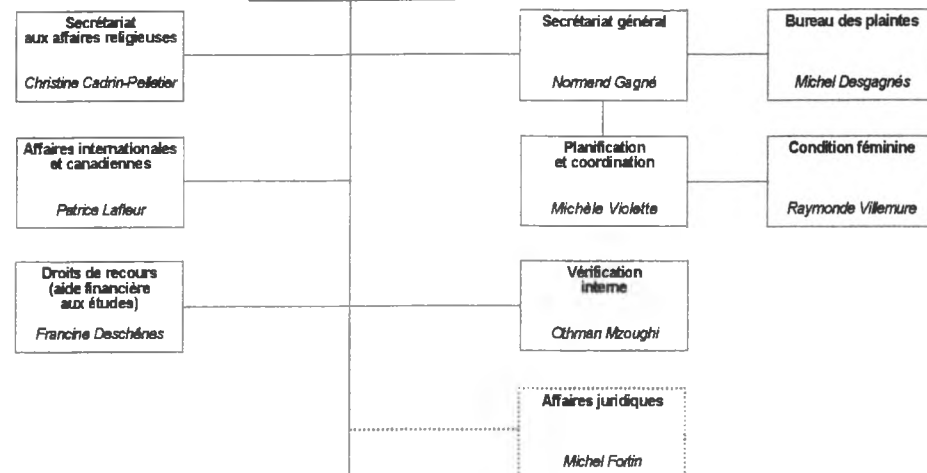 Secrétariat
aux affaires religieuses
Christine Cadrin-Pelletier
Secrétariat général
Normand Gagné
Bureau des plaintes
Michel Desgagnés
Affaires internationales
et canadiennes
Patrice Lafleur
Planification
et coordination
Michèle Violette
Condition féminine
Raymonde Villemure
Droits de recours
(aide financière
aux études)
Francine Deschênes
Vérification
interne
Othman Mzoughi
Affaires juridiques
Michel Fortin